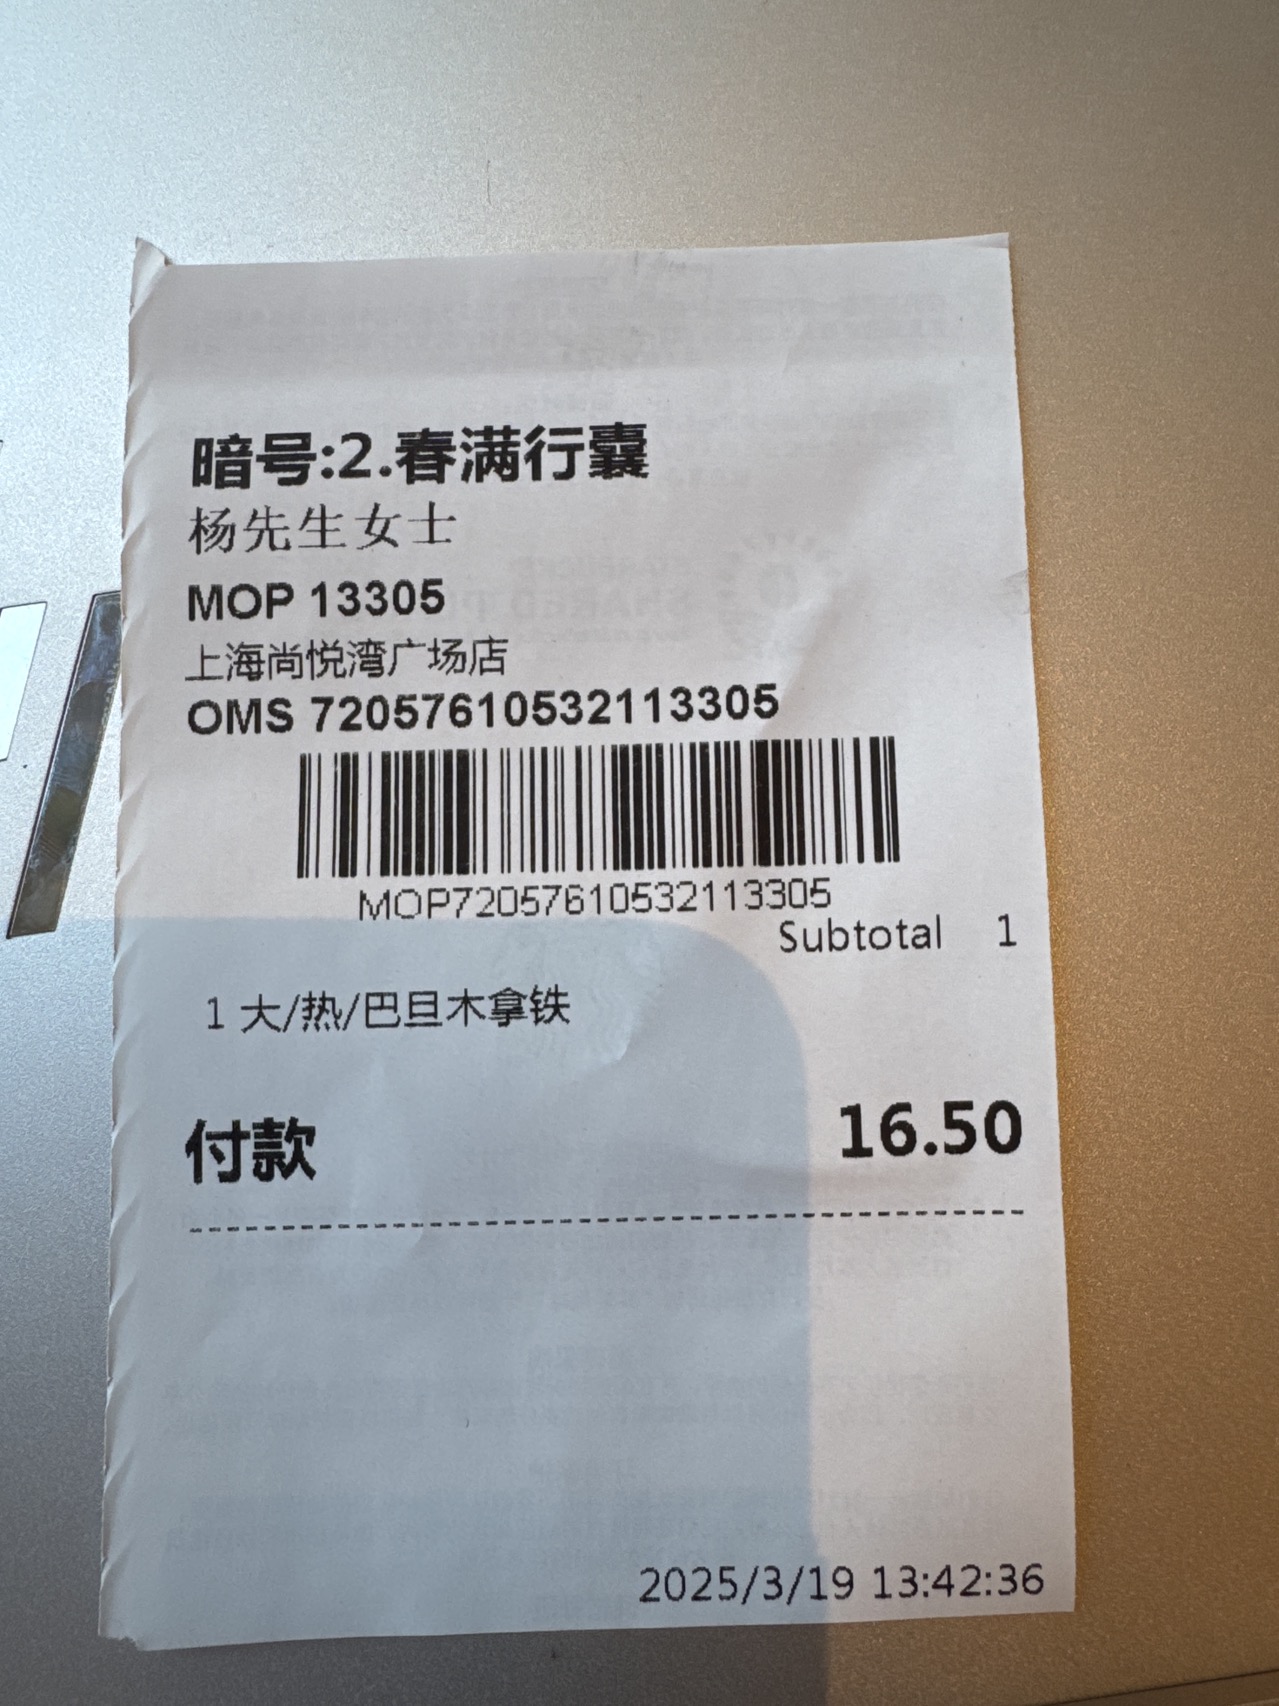 暗号:2.春满行囊
杨先生女士
MOP 13305
上海尚悦湾广场店
OMS 72057610532113305
MOP72057610532113305
Subtotal 1
1 大/热/巴旦木拿铁
付款 16.50
2025/3/19 13:42:36